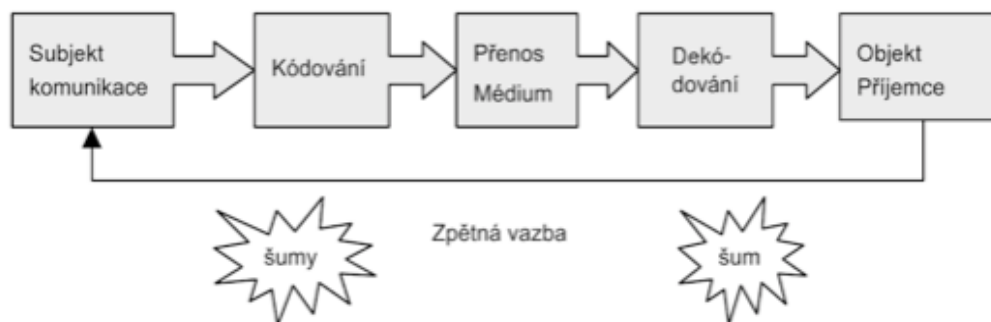 Subjekt
komunikace
Kódování
Přenos
Médium
Dekó-
dování
Objekt
Příjemce
Zpětná vazba
šumy
šum